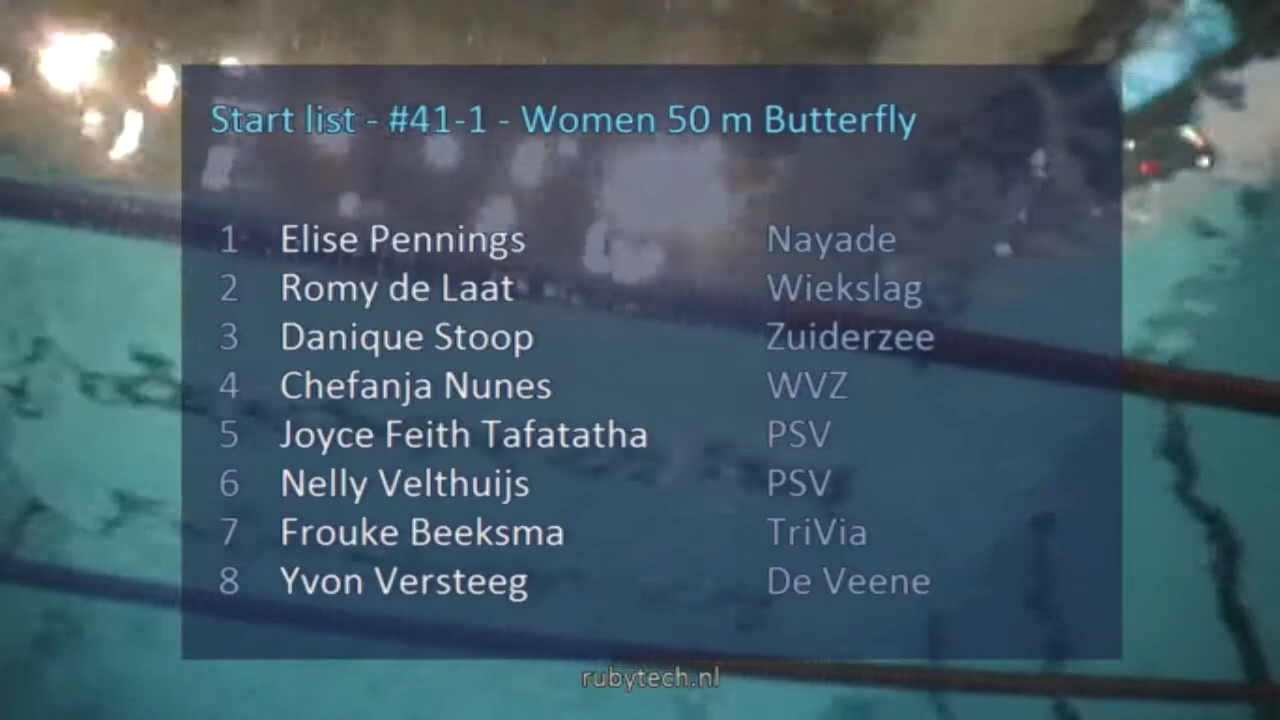 Start list - #41-1 - Women 50 m Butterfly
1 Elise Pennings Nayade
2 Romy de Laat Wiekslag
3 Danique Stoop Zuiderzee
4 Chefanja Nunes WVZ
5 Joyce Feith Tafatatha PSV
6 Nelly Velthuijs PSV
7 Frouke Beeksma TriVia
8 Yvon Versteeg De Veene
rubytech.nl